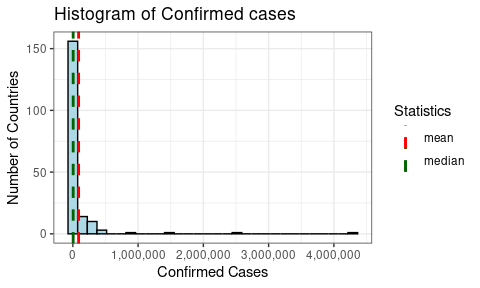 Histogram of Confirmed cases
150
100
50
0
Number of Countries
0 1,000,000 2,000,000 3,000,000 4,000,000
Confirmed Cases
Statistics
mean
median